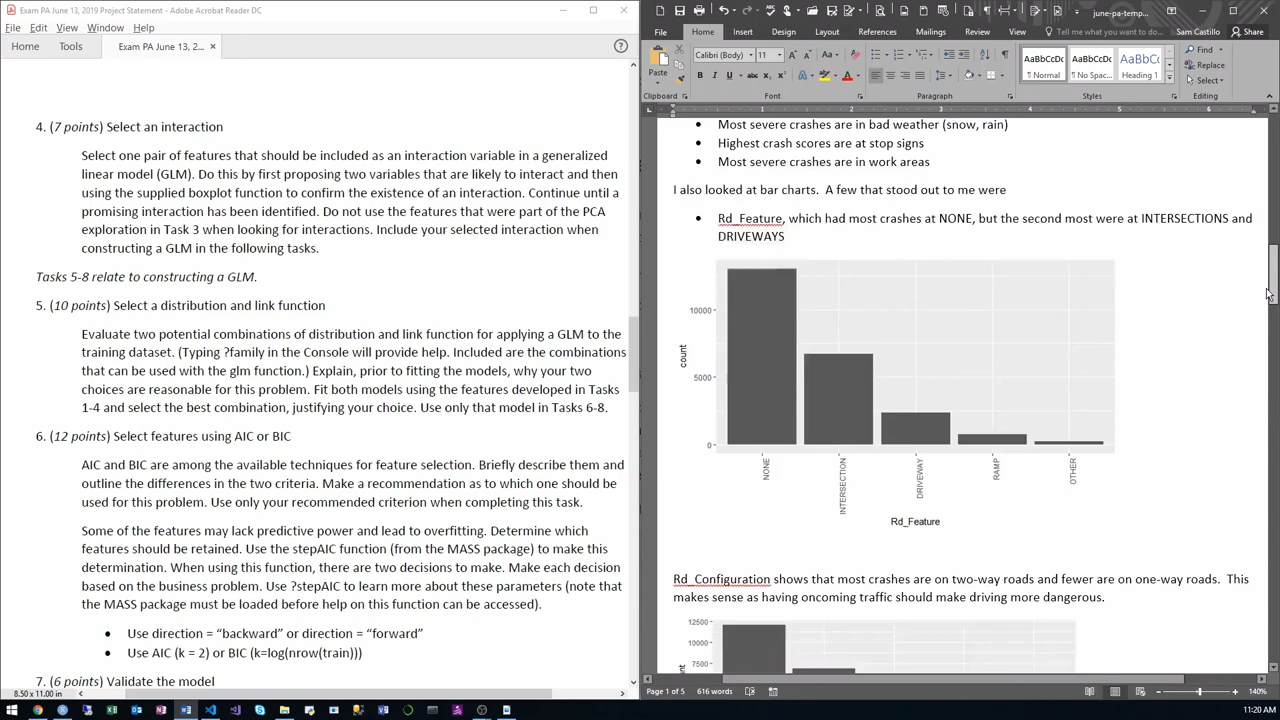 Exam PA June 13, 2019 Project Statement - Adobe Acrobat Reader DC
File Edit View Window Help
Home Tools Exam PA June 13, 2...
4. (7 points) Select an interaction
Select one pair of features that should be included as an interaction variable in a generalized
linear model (GLM). Do this by first proposing two variables that are likely to interact and then
using the supplied boxplot function to confirm the existence of an interaction. Continue until a
promising interaction has been identified. Do not use the features that were part of the PCA
exploration in Task 3 when looking for interactions. Include your selected interaction when
constructing a GLM in the following tasks.
Tasks 5-8 relate to constructing a GLM.
5. (10 points) Select a distribution and link function
Evaluate two potential combinations of distribution and link function for applying a GLM to the
training dataset. (Typing ?family in the Console will provide help. Included are the combinations
that can be used with the glm function.) Explain, prior to fitting the models, why your two
choices are reasonable for this problem. Fit both models using the features developed in Tasks
1-4 and select the best combination, justifying your choice. Use only that model in Tasks 6-8.
6. (12 points) Select features using AIC or BIC
AIC and BIC are among the available techniques for feature selection. Briefly describe them and
outline the differences in the two criteria. Make a recommendation as to which one should be
used for this problem. Use only your recommended criterion when completing this task.
Some of the features may lack predictive power and lead to overfitting. Determine which
features should be retained. Use the stepAIC function (from the MASS package) to make this
determination. When using this function, there are two decisions to make. Make each decision
based on the business problem. Use ?stepAIC to learn more about these parameters (note that
the MASS package must be loaded before help on this function can be accessed).
• Use direction = “backward” or direction = “forward”
• Use AIC (k = 2) or BIC (k=log(nrow(train)))
7. (6 points) Validate the model
8.50 x 11.00 in
june-pa-temp...
File Home Insert Design Layout References Mailings Review View Tell me what you want to do... Sam Castillo Share
Paste
Calibri (Body) 11
B I U abc X₂ X²
AaBbCcDc AaBbCcDc AaBbCc
¶ Normal ¶ No Spac... Heading 1
Find
Replace
Select
Clipboard Font Paragraph Styles Editing
1 2 3 4 5 6
• Most severe crashes are in bad weather (snow, rain)
• Highest crash scores are at stop signs
• Most severe crashes are in work areas
I also looked at bar charts. A few that stood out to me were
• Rd_Feature, which had most crashes at NONE, but the second most were at INTERSECTIONS and
DRIVEWAYS
10000
5000
0
count
NONE
INTERSECTION
DRIVEWAY
RAMP
OTHER
Rd_Feature
Rd_Configuration shows that most crashes are on two-way roads and fewer are on one-way roads. This
makes sense as having oncoming traffic should make driving more dangerous.
12500
10000
7500
Page 1 of 5 616 words
140%
11:20 AM